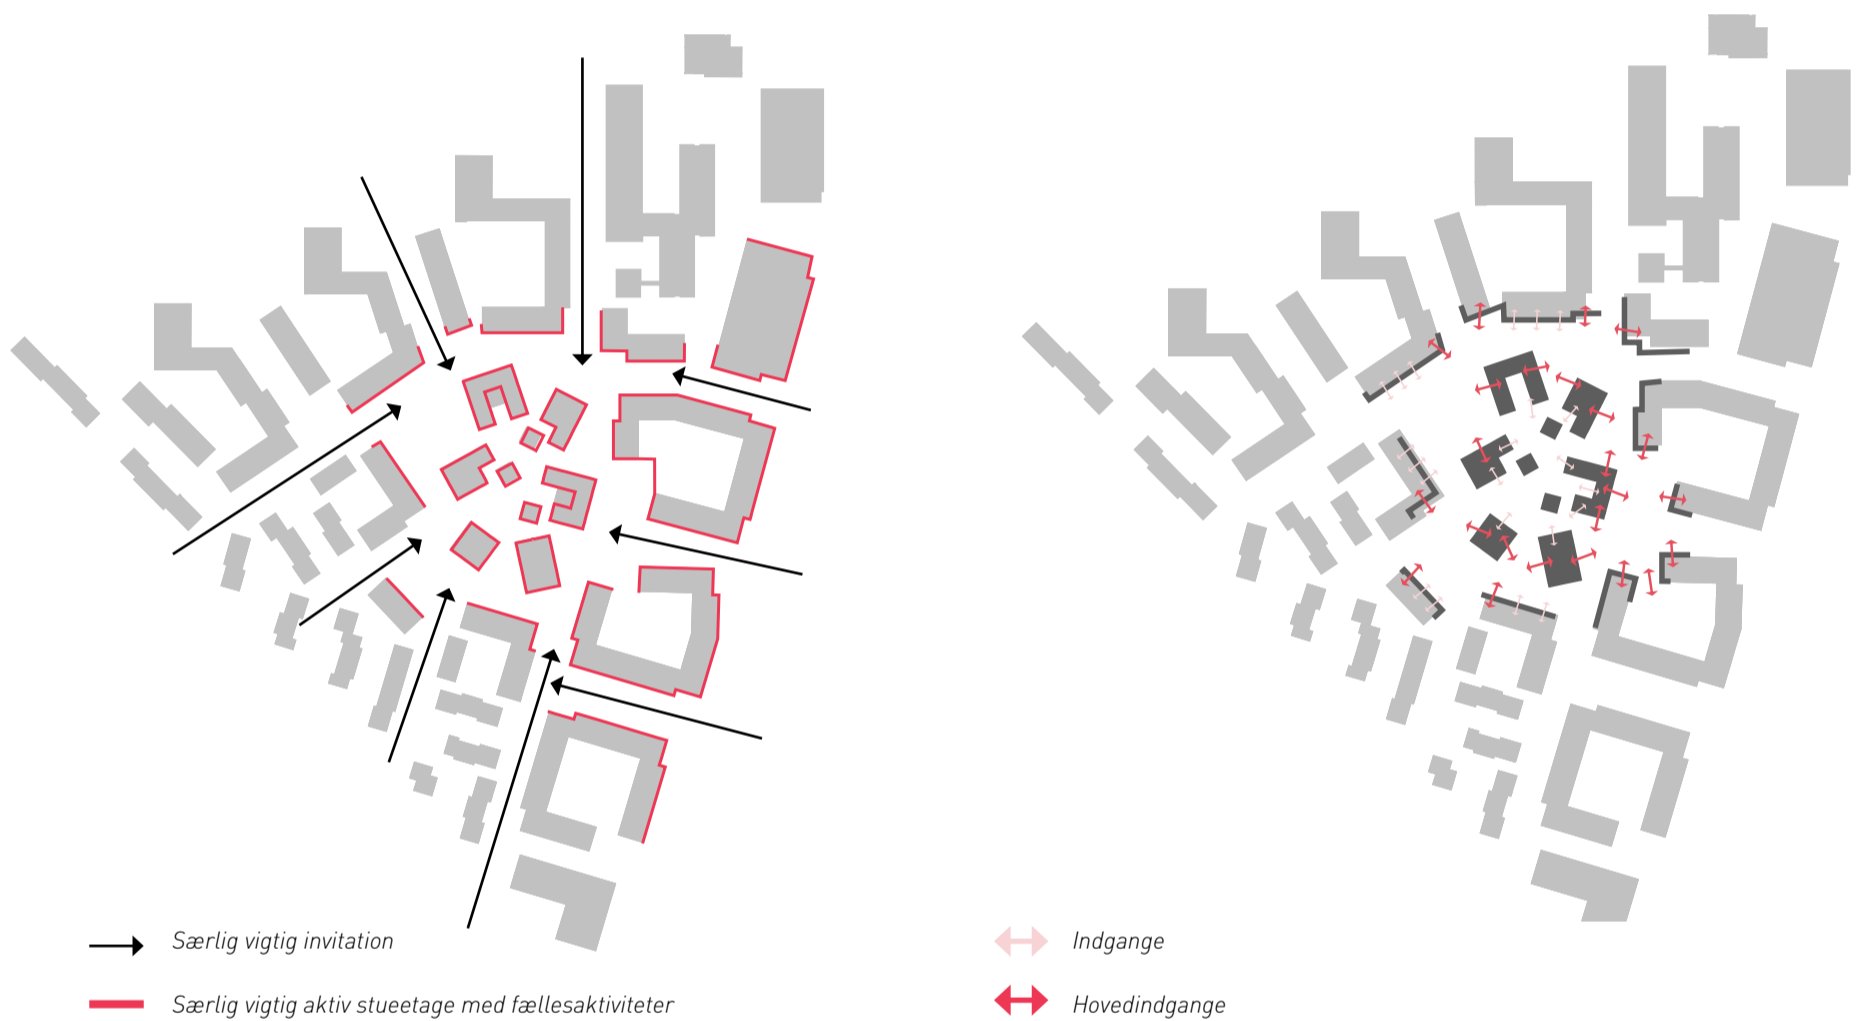 Særlig vigtig invitation
Særlig vigtig aktiv stueetage med fællesaktiviteter
Indgange
Hovedindgange